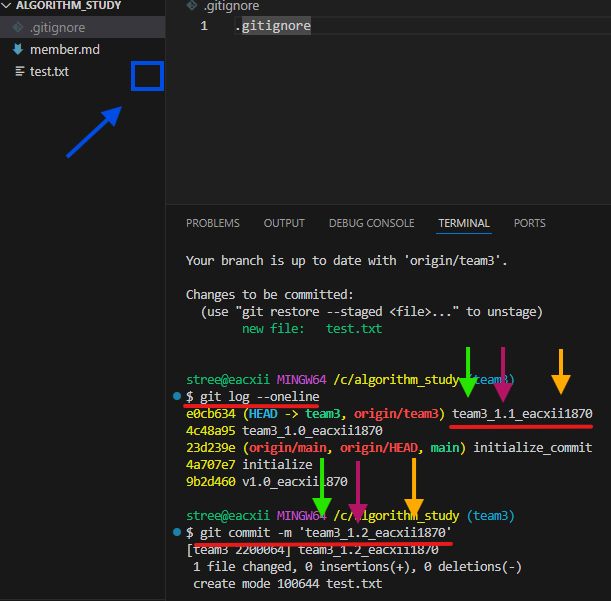 ALGORITHM_STUDY
.gitignore
member.md
test.txt
.gitignore
1 .gitignore
PROBLEMS OUTPUT DEBUG CONSOLE TERMINAL PORTS
Your branch is up to date with 'origin/team3'.
Changes to be committed:
(use "git restore --staged <file>..." to unstage)
new file: test.txt
stree@eacxii MINGW64 /c/algorithm_study (team3)
$ git log --oneline
e0cb634 (HEAD -> team3, origin/team3) team3_1.1_eacxii1870
4c48a95 team3_1.0_eacxii1870
23d239e (origin/main, origin/HEAD, main) initialize_commit
4a707e7 initialize
9b2d460 v1.0_eacxii1870
stree@eacxii MINGW64 /c/algorithm_study (team3)
$ git commit -m 'team3_1.2_eacxii1870'
[team3 2200064] team3_1.2_eacxii1870
1 file changed, 0 insertions(+), 0 deletions(-)
create mode 100644 test.txt